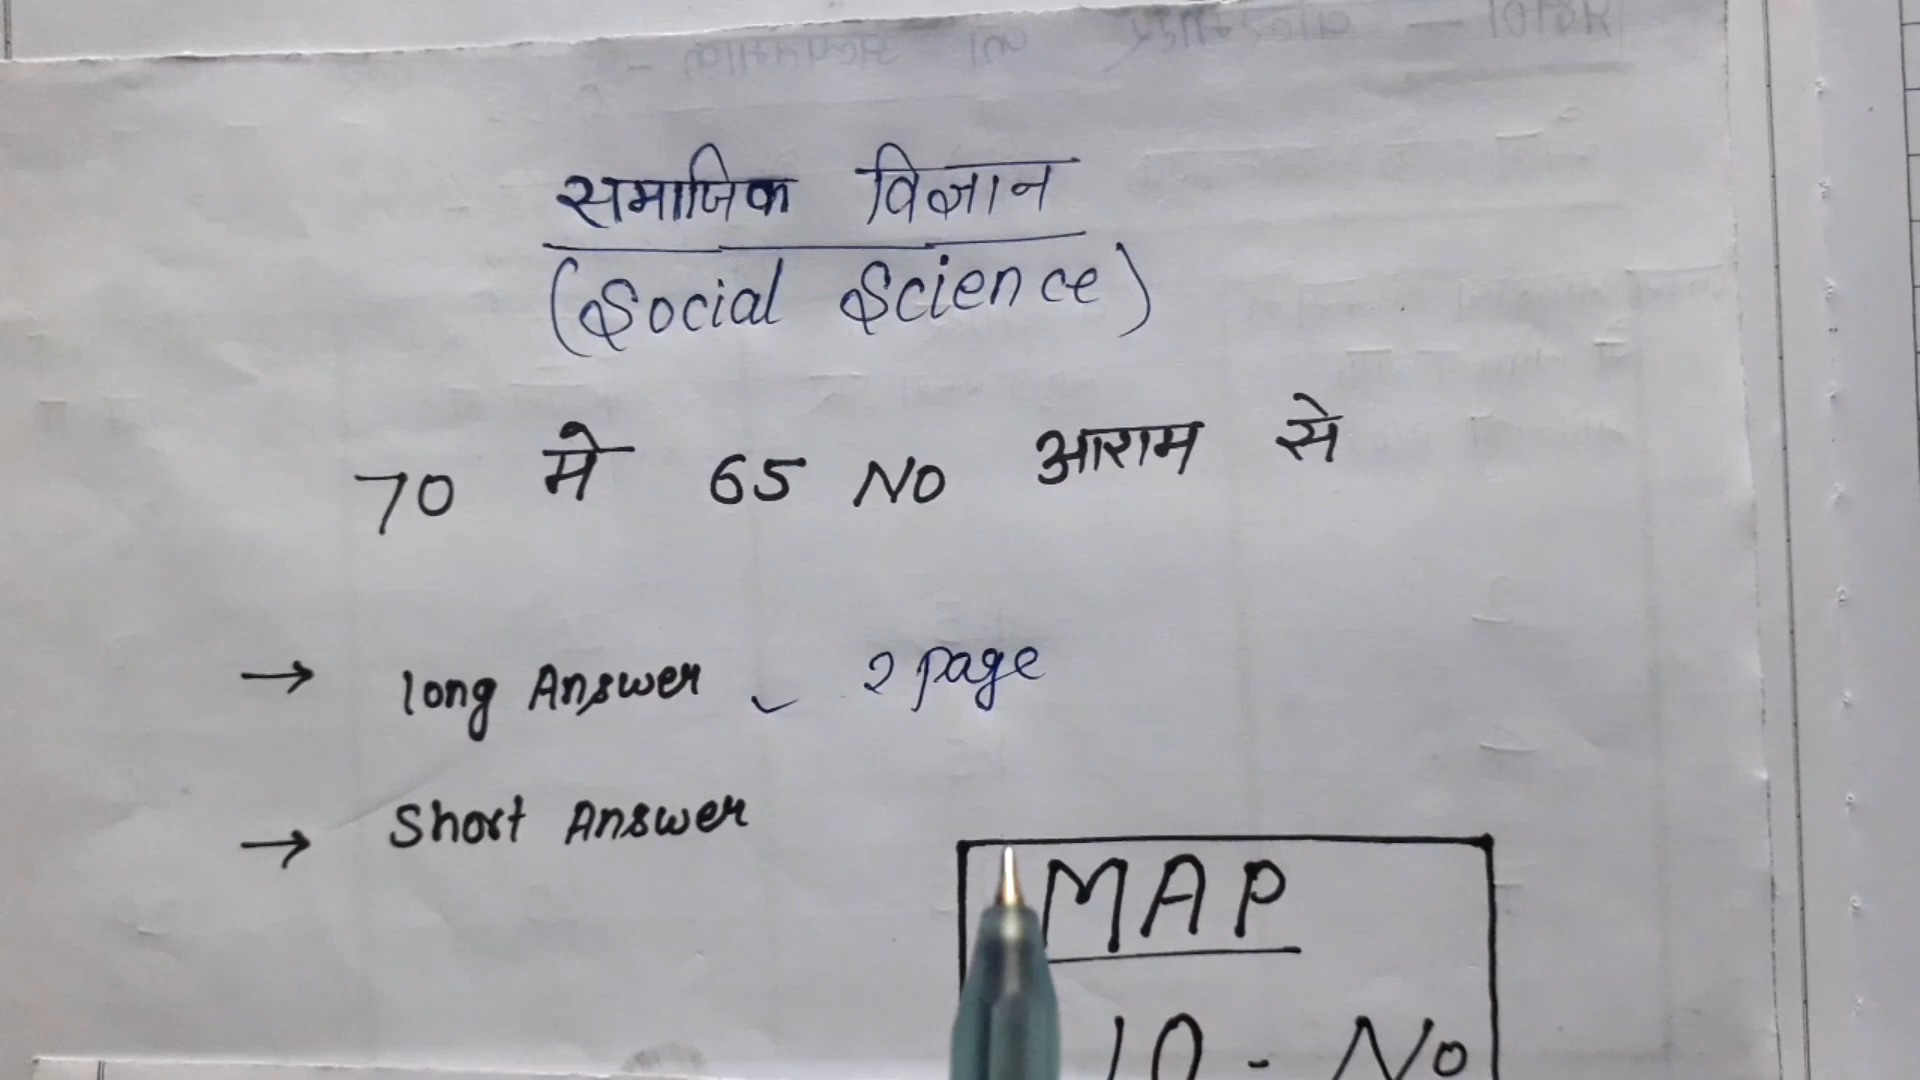 समाजिक विज्ञान
(Social Science)
70 मे 65 NO आराम से
→ long Answer ✓ 2 page
→ Short Answer
MAP
10 - No